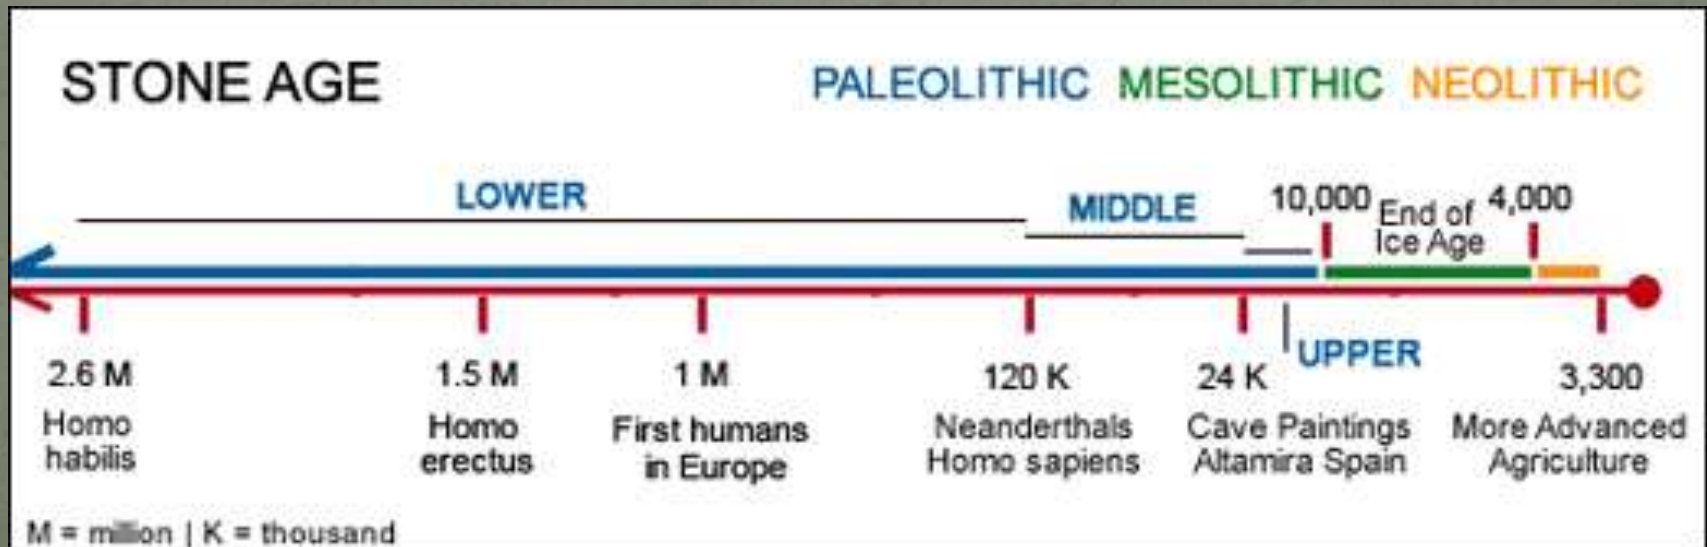 STONE AGE
PALEOLITHIC MESOLITHIC NEOLITHIC
LOWER
MIDDLE
10,000
End of
Ice Age
4,000
UPPER
2.6 M
Homo
habilis
1.5 M
Homo
erectus
1 M
First humans
in Europe
120 K
Neanderthals
Homo sapiens
24 K
Cave Paintings
Altamira Spain
3,300
More Advanced
Agriculture
M = million | K = thousand